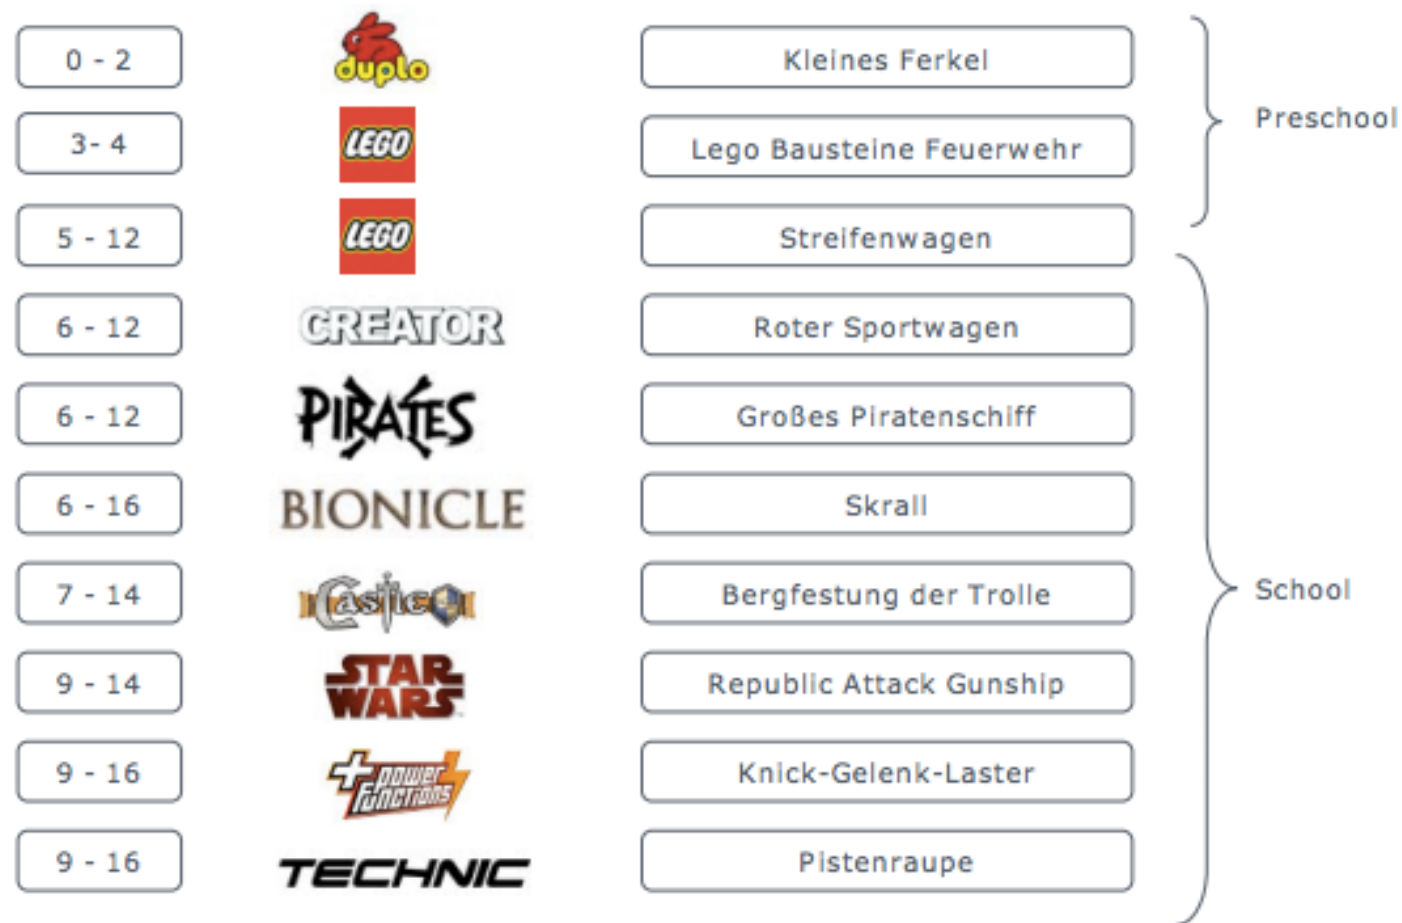 0 - 2 duplo Kleines Ferkel
Preschool
3- 4 LEGO Lego Bausteine Feuerwehr
5 - 12 LEGO Streifenwagen
6 - 12 CREATOR Roter Sportwagen
6 - 12 PIRATES Großes Piratenschiff
6 - 16 BIONICLE Skrall
7 - 14 Castle Bergfestung der Trolle
School
9 - 14 STAR WARS Republic Attack Gunship
9 - 16 power functions Knick-Gelenk-Laster
9 - 16 TECHNIC Pistenraupe